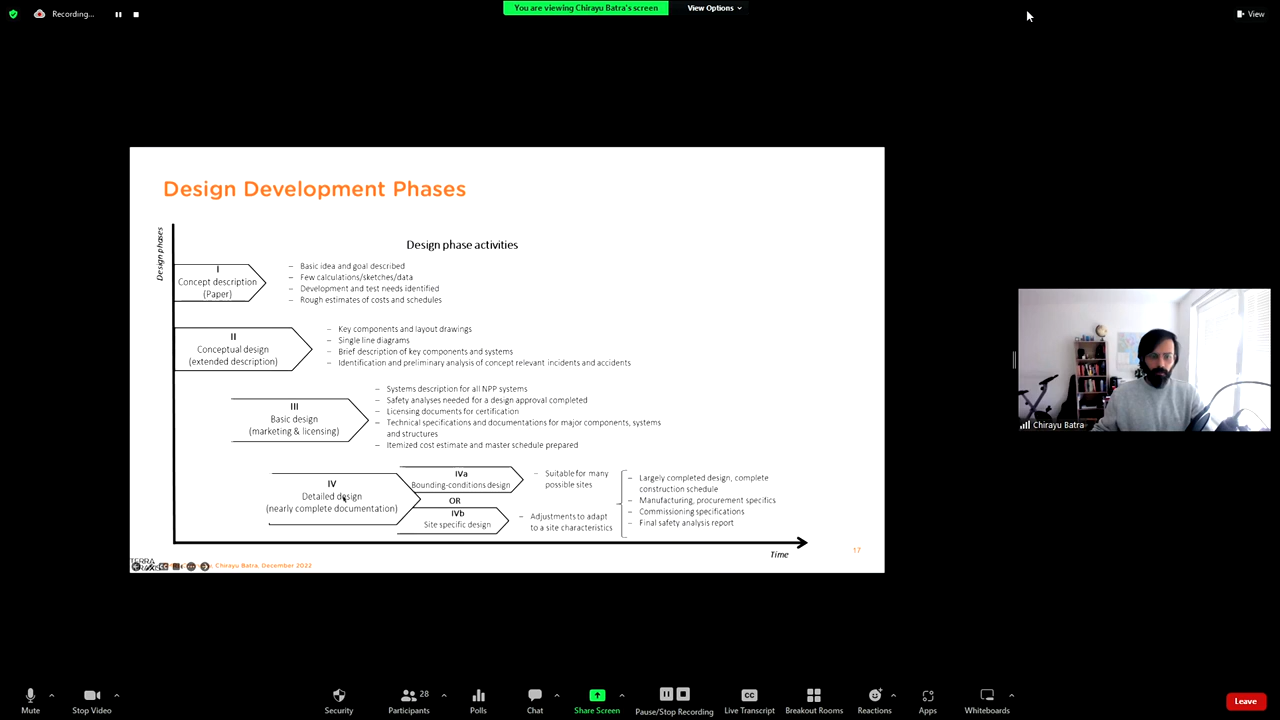 Recording...
You are viewing Chirayu Batra's screen
View Options
View
Design Development Phases
Design phases
Design phase activities
I
Concept description
(Paper)
– Basic idea and goal described
– Few calculations/sketches/data
– Development and test needs identified
– Rough estimates of costs and schedules
II
Conceptual design
(extended description)
– Key components and layout drawings
– Single line diagrams
– Brief description of key components and systems
– Identification and preliminary analysis of concept relevant incidents and accidents
III
Basic design
(marketing & licensing)
– Systems description for all NPP systems
– Safety analyses needed for a design approval completed
– Licensing documents for certification
– Technical specifications and documentations for major components, systems
and structures
– Itemized cost estimate and master schedule prepared
IV
Detailed design
(nearly complete documentation)
IVa
Bounding-conditions design
OR
IVb
Site specific design
– Suitable for many
possible sites
– Adjustments to adapt
to a site characteristics
– Largely completed design, complete
construction schedule
– Manufacturing, procurement specifics
– Commissioning specifications
– Final safety analysis report
Time
17
TERRA
Chirayu Batra, December 2022
Chirayu Batra
Mute
Stop Video
Security
Participants
28
Polls
Chat
Share Screen
Pause/Stop Recording
CC
Live Transcript
Breakout Rooms
Reactions
Apps
Whiteboards
Leave